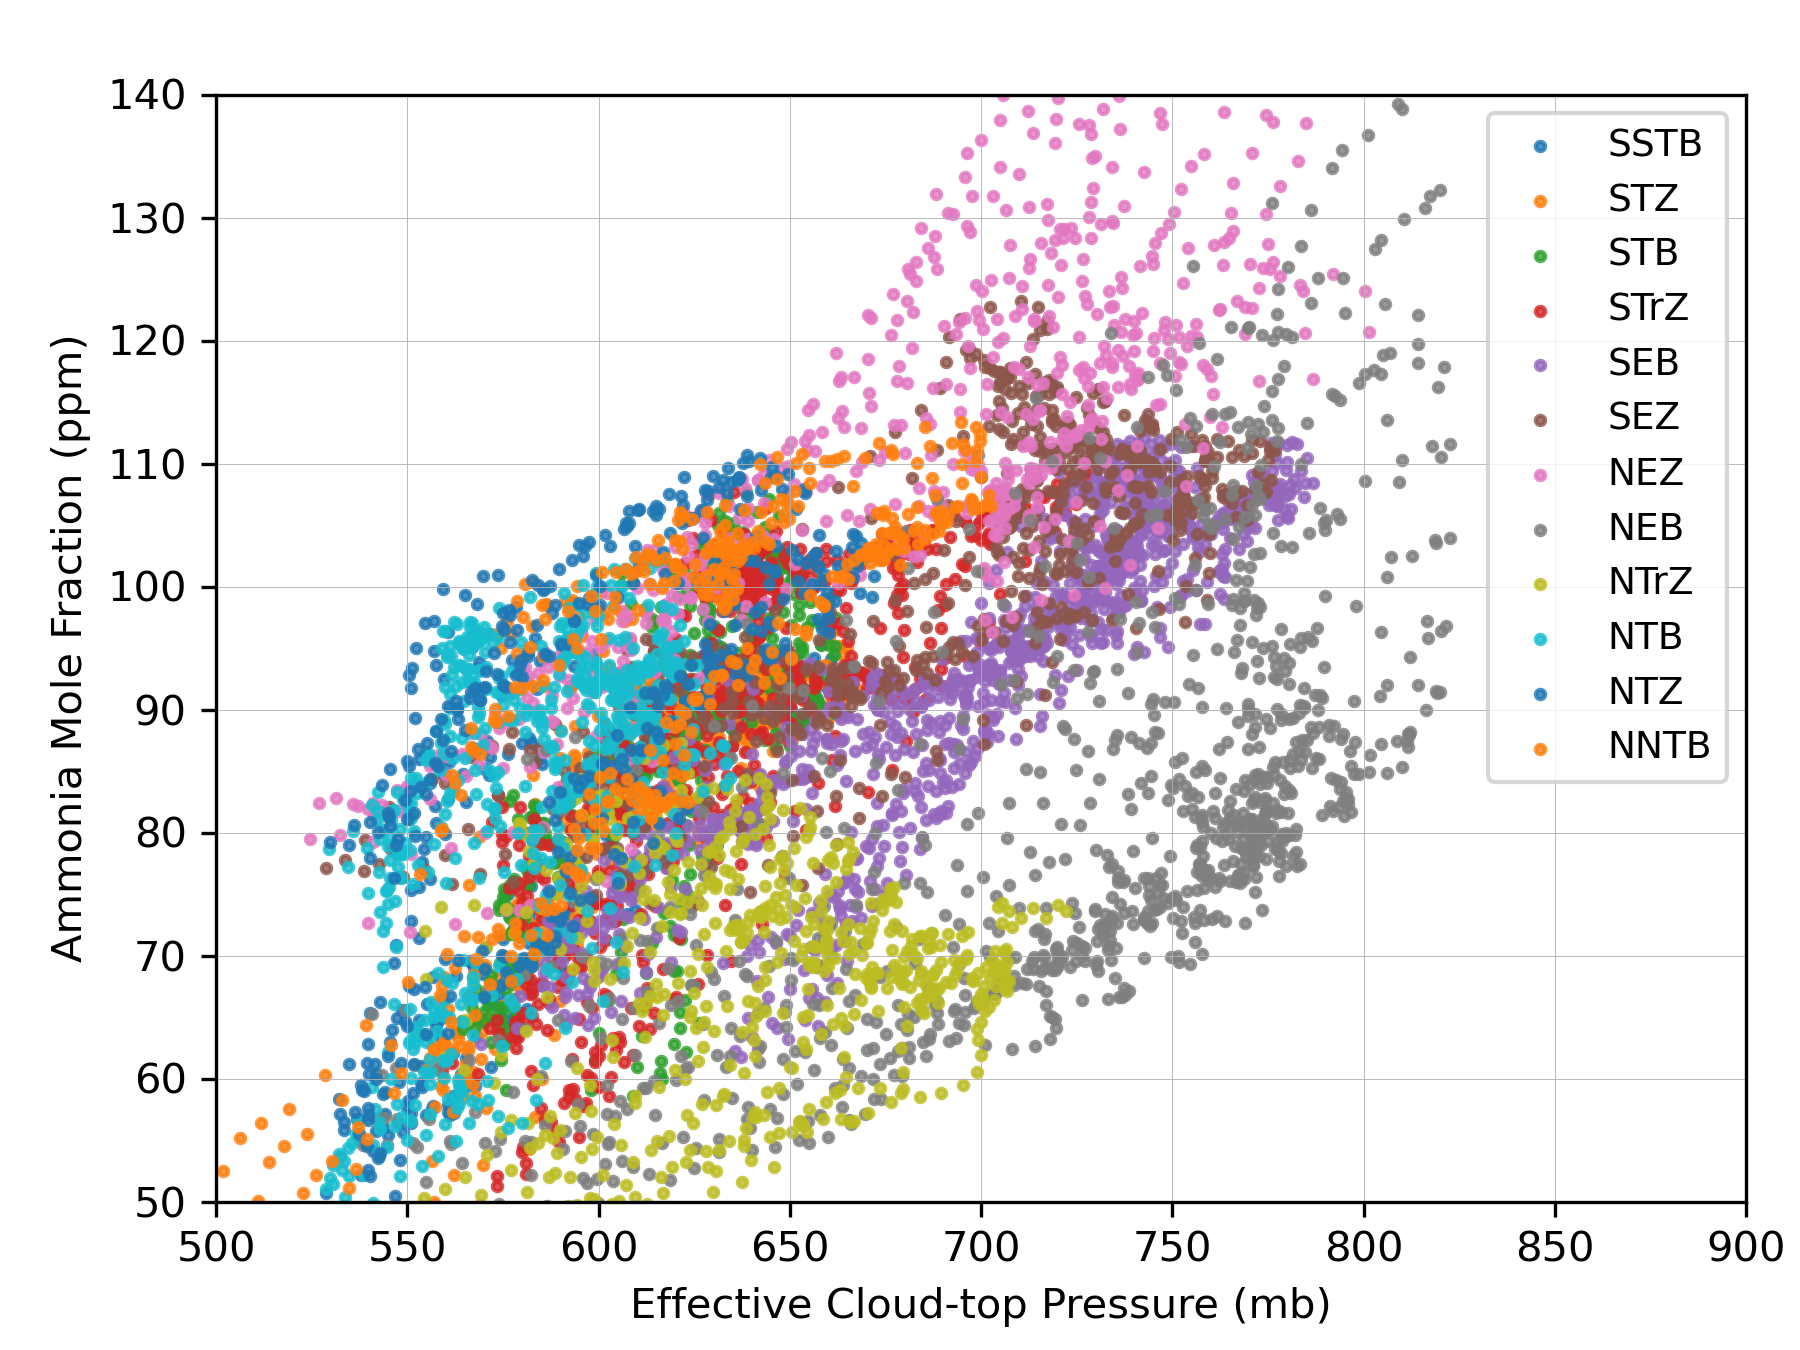 140
130
120
110
100
90
80
70
60
50
Ammonia Mole Fraction (ppm)
500
550
600
650
700
750
800
850
900
Effective Cloud-top Pressure (mb)
SSTB
STZ
STB
STrZ
SEB
SEZ
NEZ
NEB
NTrZ
NTB
NTZ
NNTB